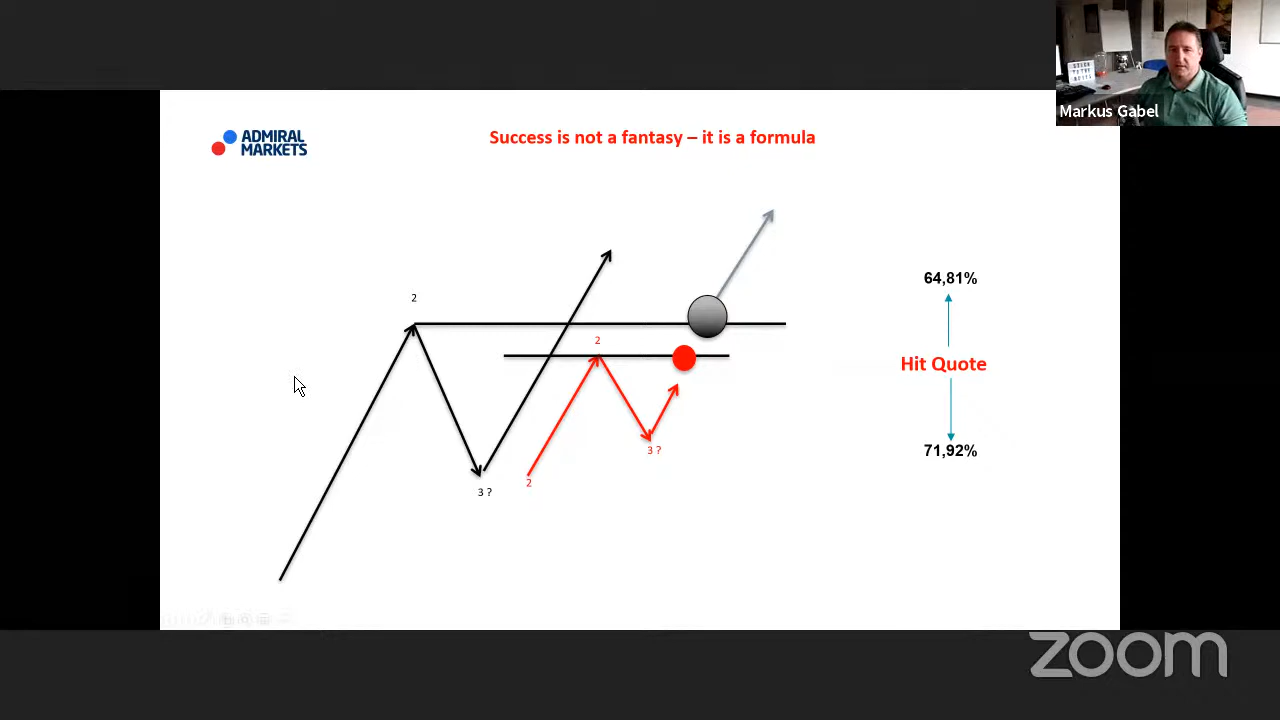 Markus Gabel
ADMIRAL
MARKETS
Success is not a fantasy – it is a formula
2
64,81%
2
Hit Quote
3 ?
71,92%
2
3 ?
zoom